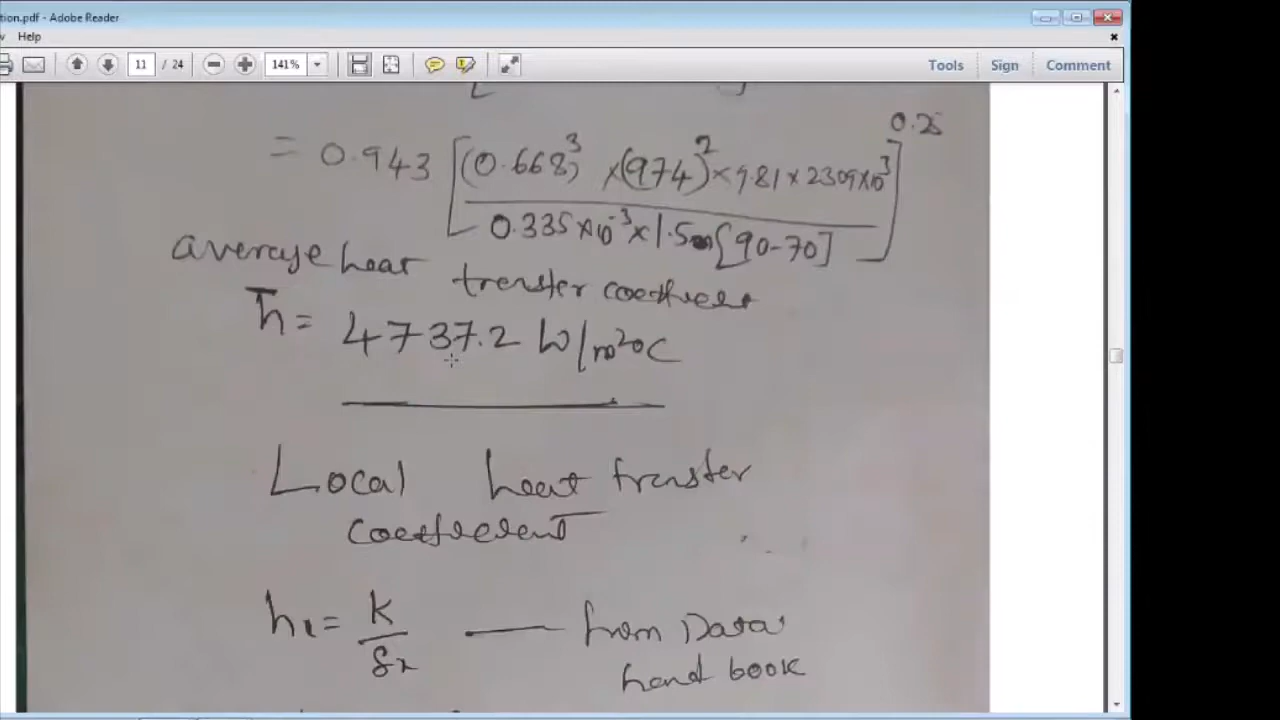 tion.pdf - Adobe Reader
Help
11 / 24 141% Tools Sign Comment
= 0.943 [(0.668)³ ×(974)²×9.81×2309×10³
0.335×10⁻³×1.5[90-70]]^0.25
average heat transfer coefficient
h̄ = 4737.2 W/m²°C
Local heat transfer
coefficient
k
hₗ = — from Data
δx hand book